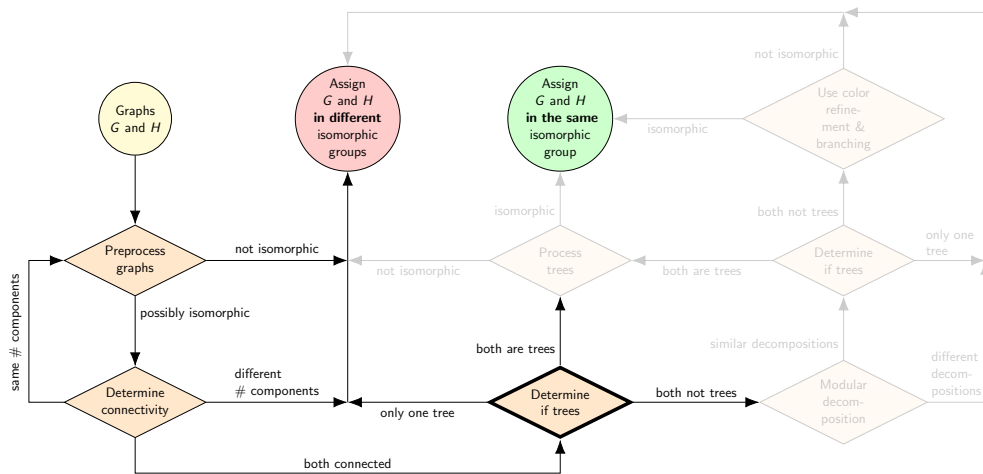 not isomorphic
Assign
G and H
in different
isomorphic
groups
Assign
G and H
in the same
isomorphic
group
Use color
refine-
ment &
branching
Graphs
G and H
isomorphic
isomorphic
both not trees
Preprocess
graphs
not isomorphic
not isomorphic
Process
trees
both are trees
Determine
if trees
only one
tree
same # components
possibly isomorphic
both are trees
similar decompositions
Determine
connectivity
different
# components
only one tree
Determine
if trees
both not trees
Modular
decom-
position
different
decom-
positions
both connected